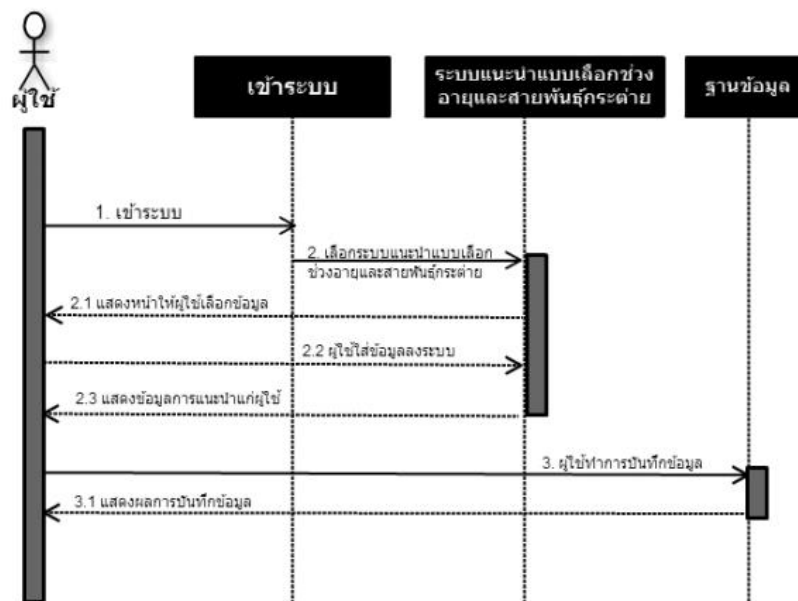 ผู้ใช้
เข้าระบบ
ระบบแนะนำแบบเลือกช่วง
อายุและสายพันธุ์กระต่าย
ฐานข้อมูล
1. เข้าระบบ
2. เลือกระบบแนะนำแบบเลือก
ช่วงอายุและสายพันธุ์กระต่าย
2.1 แสดงหน้าให้ผู้ใช้เลือกข้อมูล
2.2 ผู้ใช้ใส่ข้อมูลลงระบบ
2.3 แสดงข้อมูลการแนะนำแก่ผู้ใช้
3. ผู้ใช้ทำการบันทึกข้อมูล
3.1 แสดงผลการบันทึกข้อมูล